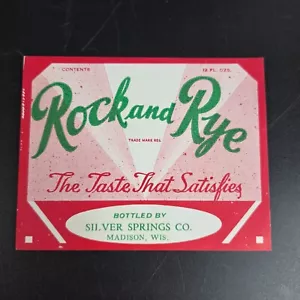 CONTENTS 16 FL. OZS.
Rock and Rye
TRADE MARK REG.
The Taste That Satisfies
BOTTLED BY
SILVER SPRINGS CO.
MADISON, WIS.